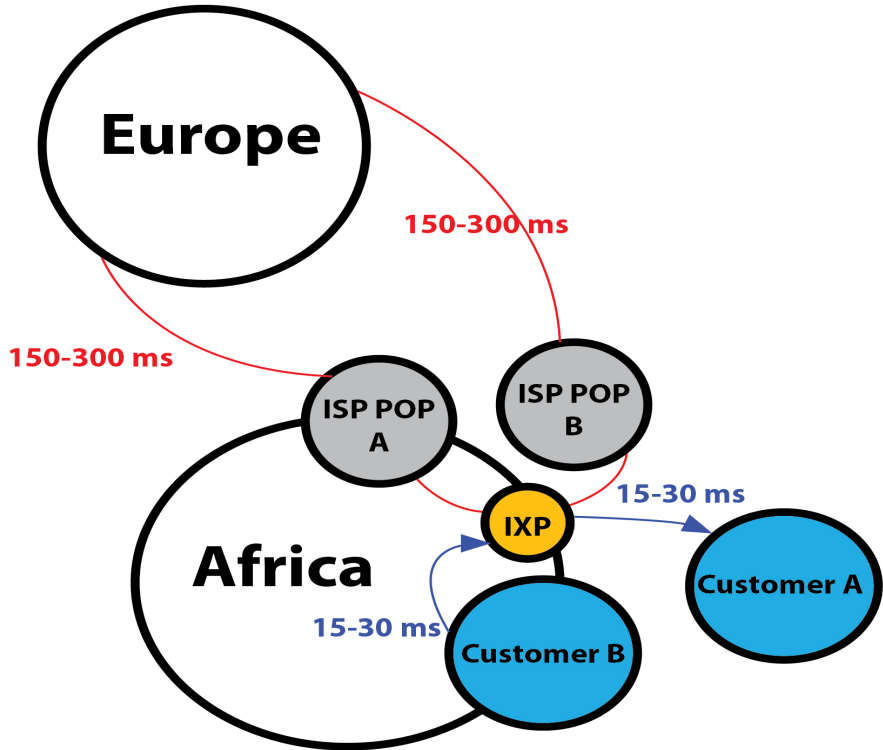 Europe
150-300 ms
150-300 ms
ISP POP
A
ISP POP
B
15-30 ms
IXP
Africa
Customer A
15-30 ms
Customer B